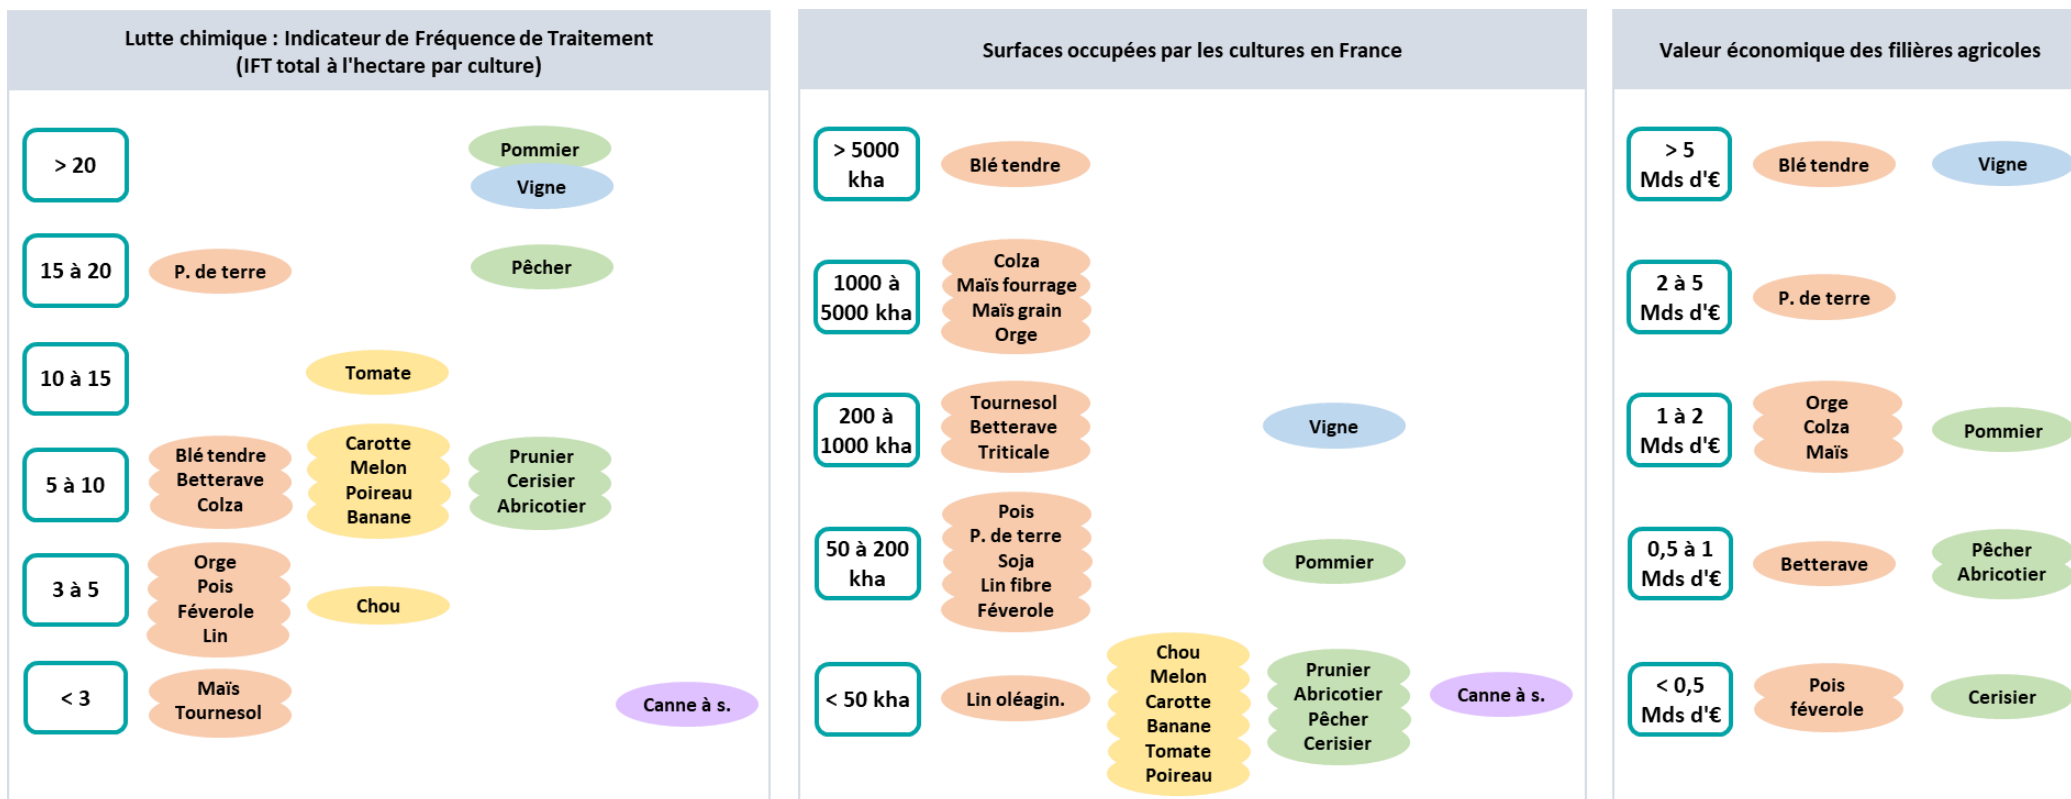 Lutte chimique : Indicateur de Fréquence de Traitement
(IFT total à l'hectare par culture)
> 20
Pommier
Vigne
15 à 20
P. de terre
Pêcher
10 à 15
Tomate
5 à 10
Blé tendre
Betterave
Colza
Carotte
Melon
Poireau
Banane
Prunier
Cerisier
Abricotier
3 à 5
Orge
Pois
Féverole
Lin
Chou
< 3
Maïs
Tournesol
Canne à s.
Surfaces occupées par les cultures en France
> 5000
kha
Blé tendre
1000 à
5000 kha
Colza
Maïs fourrage
Maïs grain
Orge
200 à
1000 kha
Tournesol
Betterave
Triticale
Vigne
50 à 200
kha
Pois
P. de terre
Soja
Lin fibre
Féverole
Pommier
< 50 kha
Lin oléagin.
Chou
Melon
Carotte
Banane
Tomate
Poireau
Prunier
Abricotier
Pêcher
Cerisier
Canne à s.
Valeur économique des filières agricoles
> 5
Mds d'€
Blé tendre
Vigne
2 à 5
Mds d'€
P. de terre
1 à 2
Mds d'€
Orge
Colza
Maïs
Pommier
0,5 à 1
Mds d'€
Betterave
Pêcher
Abricotier
< 0,5
Mds d'€
Pois
féverole
Cerisier